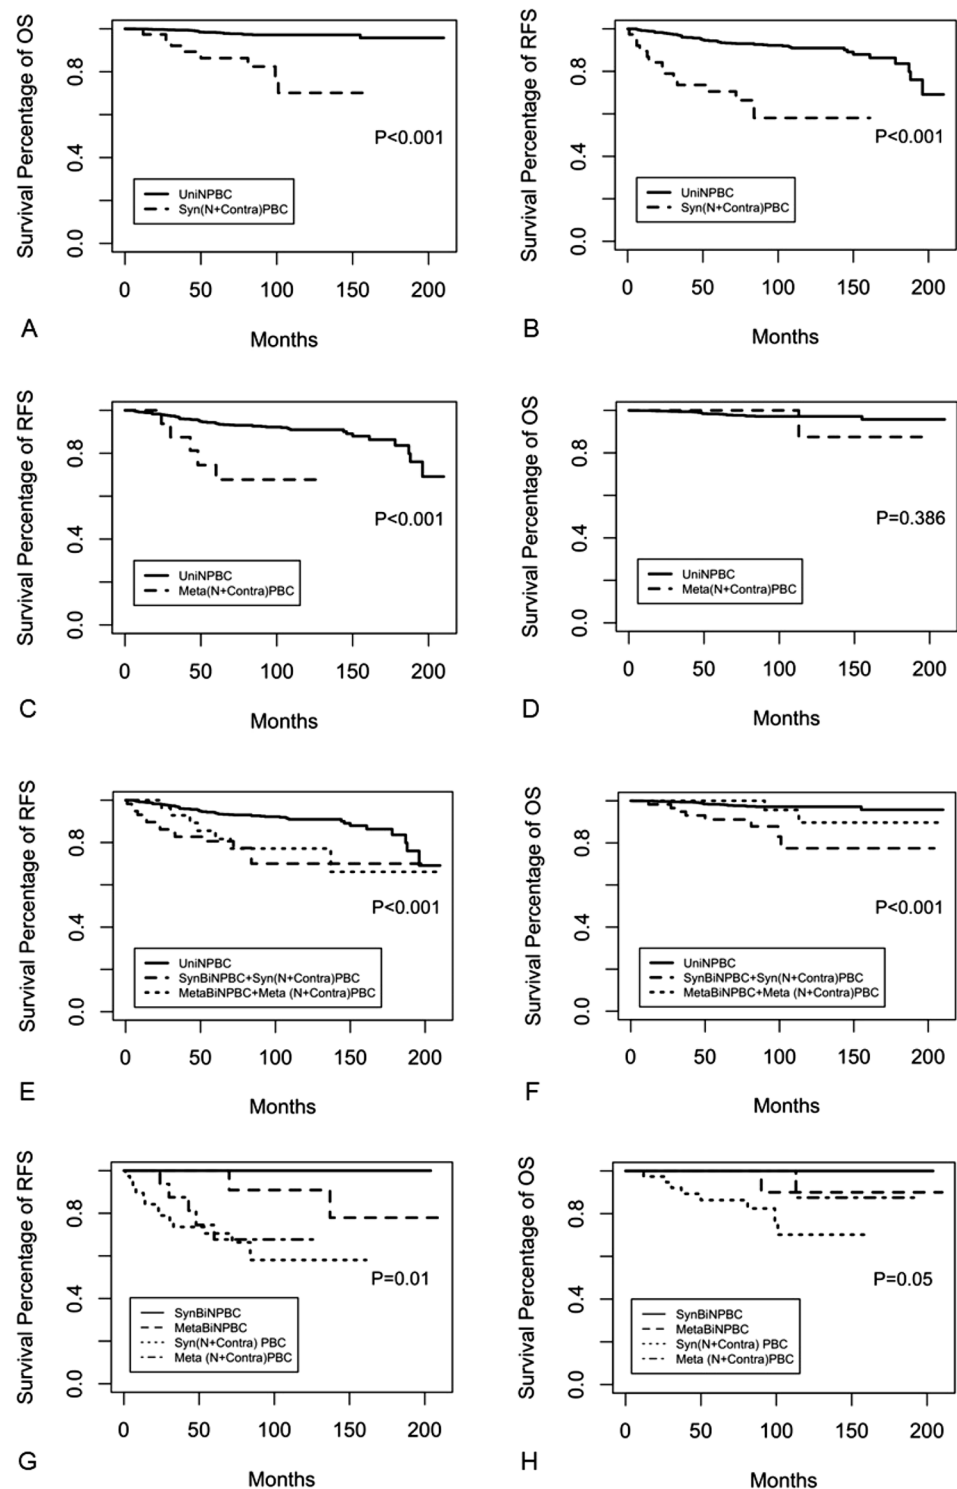 Survival Percentage of OS
0.8
0.4
0.0
P<0.001
UniNPBC
Syn(N+Contra)PBC
0 50 100 150 200
Months
A
Survival Percentage of RFS
0.8
0.4
0.0
P<0.001
UniNPBC
Syn(N+Contra)PBC
0 50 100 150 200
Months
B
Survival Percentage of RFS
0.8
0.4
0.0
P<0.001
UniNPBC
Meta(N+Contra)PBC
0 50 100 150 200
Months
C
Survival Percentage of OS
0.8
0.4
0.0
P=0.386
UniNPBC
Meta(N+Contra)PBC
0 50 100 150 200
Months
D
Survival Percentage of RFS
0.8
0.4
0.0
P<0.001
UniNPBC
SynBiNPBC+Syn(N+Contra)PBC
MetaBiNPBC+Meta (N+Contra)PBC
0 50 100 150 200
Months
E
Survival Percentage of OS
0.8
0.4
0.0
P<0.001
UniNPBC
SynBiNPBC+Syn(N+Contra)PBC
MetaBiNPBC+Meta (N+Contra)PBC
0 50 100 150 200
Months
F
Survival Percentage of RFS
0.8
0.4
0.0
P=0.01
SynBiNPBC
MetaBiNPBC
Syn(N+Contra) PBC
Meta (N+Contra)PBC
0 50 100 150 200
Months
G
Survival Percentage of OS
0.8
0.4
0.0
P=0.05
SynBiNPBC
MetaBiNPBC
Syn(N+Contra) PBC
Meta (N+Contra)PBC
0 50 100 150 200
Months
H